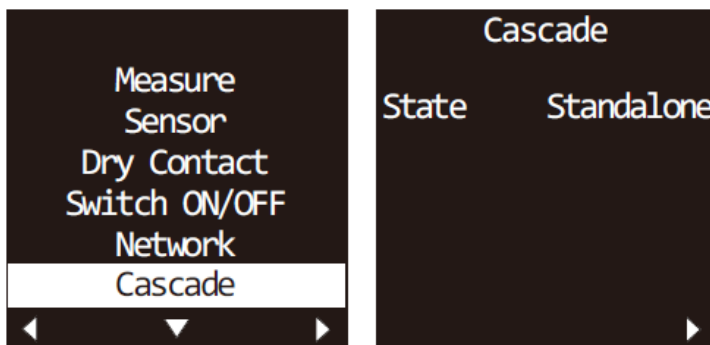 Measure
Sensor
Dry Contact
Switch ON/OFF
Network
Cascade
Cascade
State Standalone